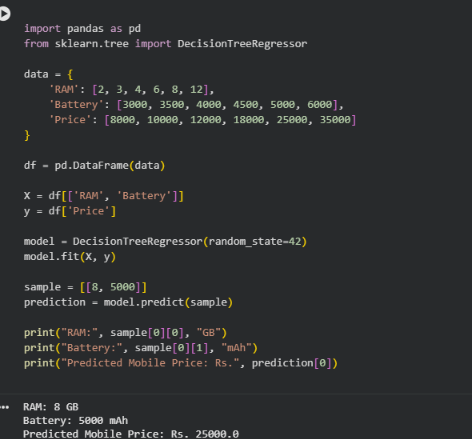 import pandas as pd
from sklearn.tree import DecisionTreeRegressor
data = {
    'RAM': [2, 3, 4, 6, 8, 12],
    'Battery': [3000, 3500, 4000, 4500, 5000, 6000],
    'Price': [8000, 10000, 12000, 18000, 25000, 35000]
}
df = pd.DataFrame(data)
X = df[['RAM', 'Battery']]
y = df['Price']
model = DecisionTreeRegressor(random_state=42)
model.fit(X, y)
sample = [[8, 5000]]
prediction = model.predict(sample)
print("RAM:", sample[0][0], "GB")
print("Battery:", sample[0][1], "mAh")
print("Predicted Mobile Price: Rs.", prediction[0])
RAM: 8 GB
Battery: 5000 mAh
Predicted Mobile Price: Rs. 25000.0